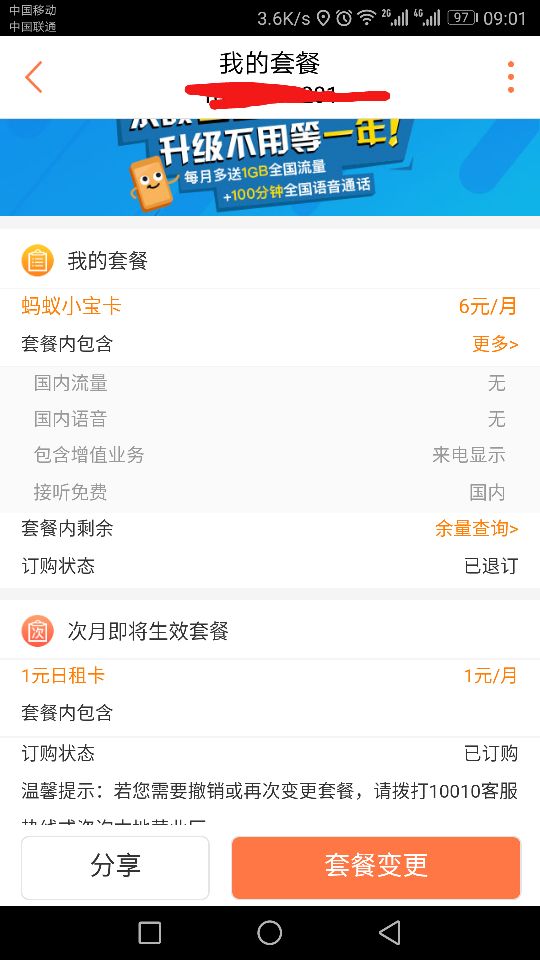 中国移动
中国联通
3.6K/s 2G 4G 97 09:01
我的套餐
升级不用等一年!
每月多送1GB全国流量
+100分钟全国语音通话
我的套餐
蚂蚁小宝卡 6元/月
套餐内包含 更多>
国内流量 无
国内语音 无
包含增值业务 来电显示
接听免费 国内
套餐内剩余 余量查询>
订购状态 已退订
次
次月即将生效套餐
1元日租卡 1元/月
套餐内包含
订购状态 已订购
温馨提示：若您需要撤销或再次变更套餐，请拨打10010客服
分享 套餐变更